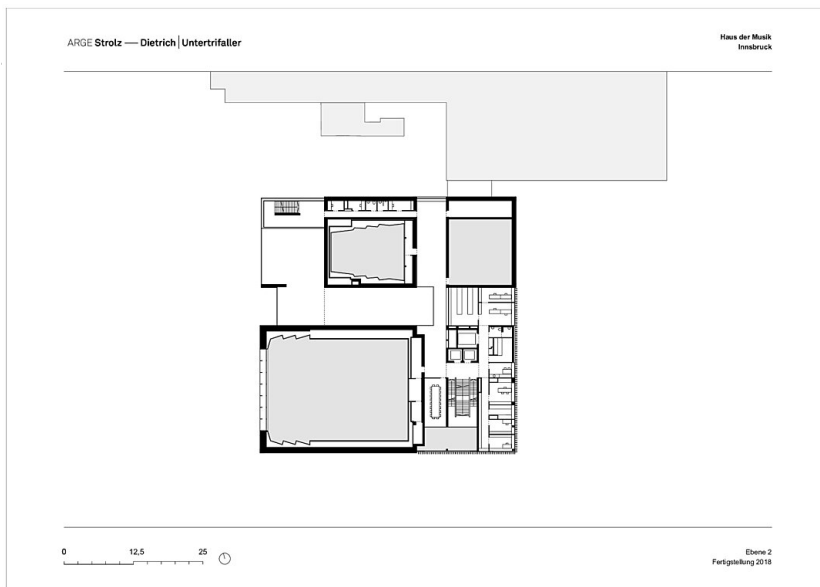 ARGE Strolz — Dietrich | Untertrifaller
Haus der Musik
Innsbruck
0 12,5 25
Ebene 2
Fertigstellung 2018